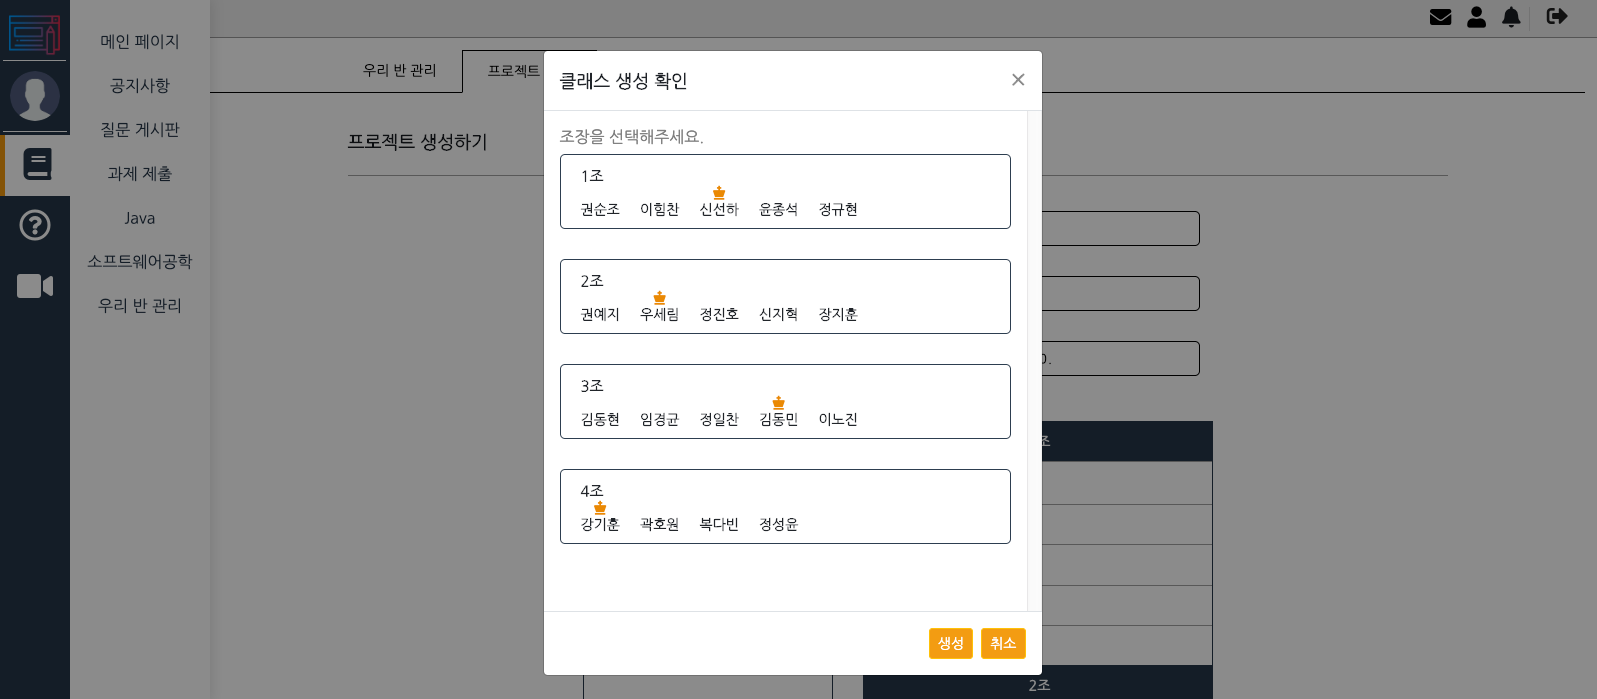 메인 페이지
공지사항
질문 게시판
과제 제출
Java
소프트웨어공학
우리 반 관리
우리 반 관리
프로젝트
프로젝트 생성하기
클래스 생성 확인
×
조장을 선택해주세요.
1조
권순조 이힘찬 신선하 윤종석 정규현
2조
권예지 우세림 정진호 신지혁 장지훈
3조
김동현 임경균 정일찬 김동민 이노진
4조
강기훈 곽호원 복다빈 정성윤
생성 취소
조
2조